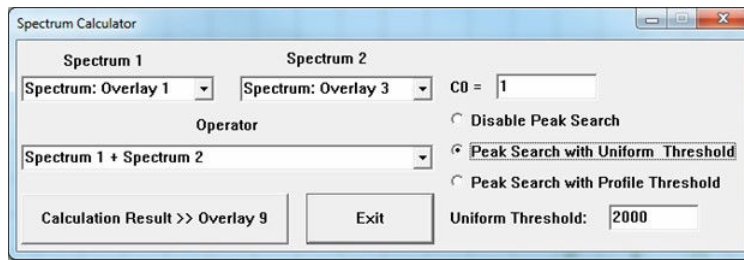 Spectrum Calculator
Spectrum 1
Spectrum 2
Spectrum: Overlay 1
Spectrum: Overlay 3
C0 = 1
Disable Peak Search
Operator
Spectrum 1 + Spectrum 2
Peak Search with Uniform Threshold
Peak Search with Profile Threshold
Calculation Result >> Overlay 9
Exit
Uniform Threshold: 2000